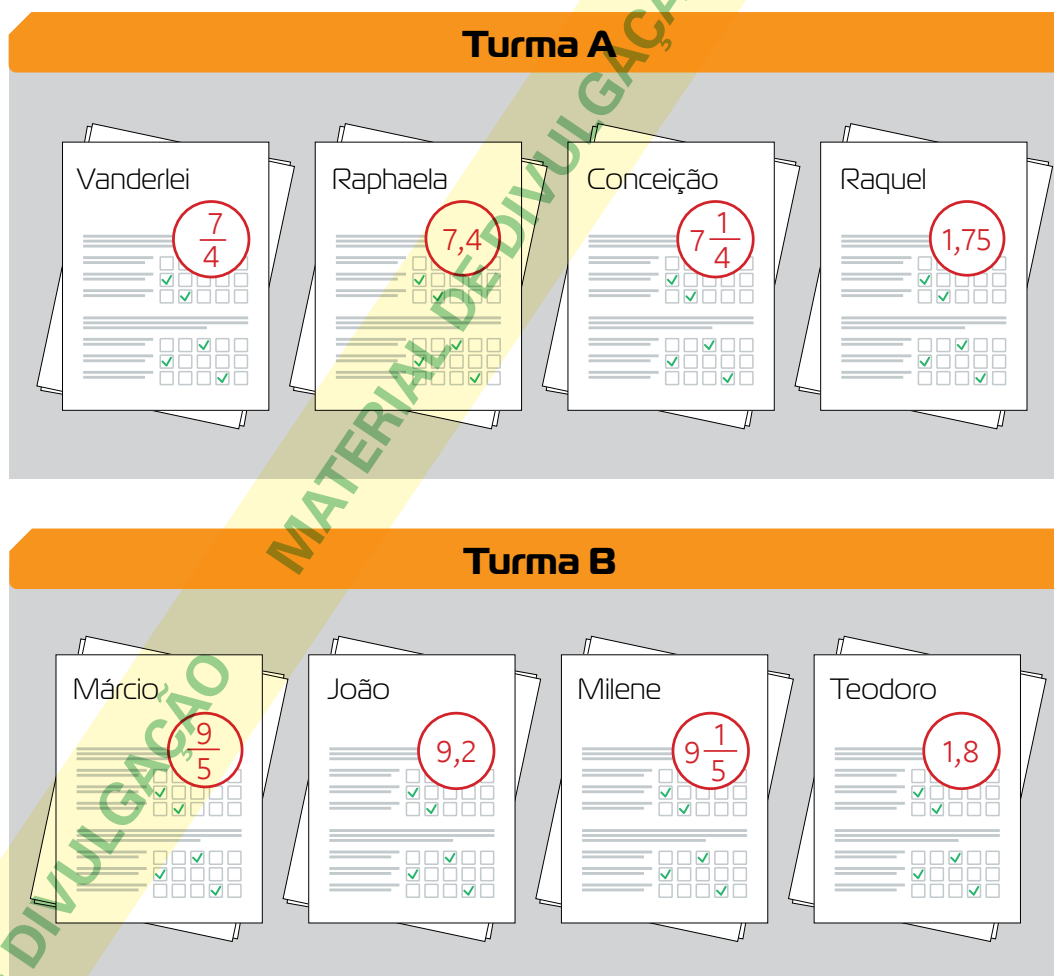 Turma A
Vanderlei
Raphaela
Conceição
Raquel
7/4
7,4
7 1/4
1,75
Turma B
Márcio
João
Milene
Teodoro
9/5
9,2
9 1/5
1,8
MATERIAL DE DIVULGAÇÃ
DIVULGAÇÃO